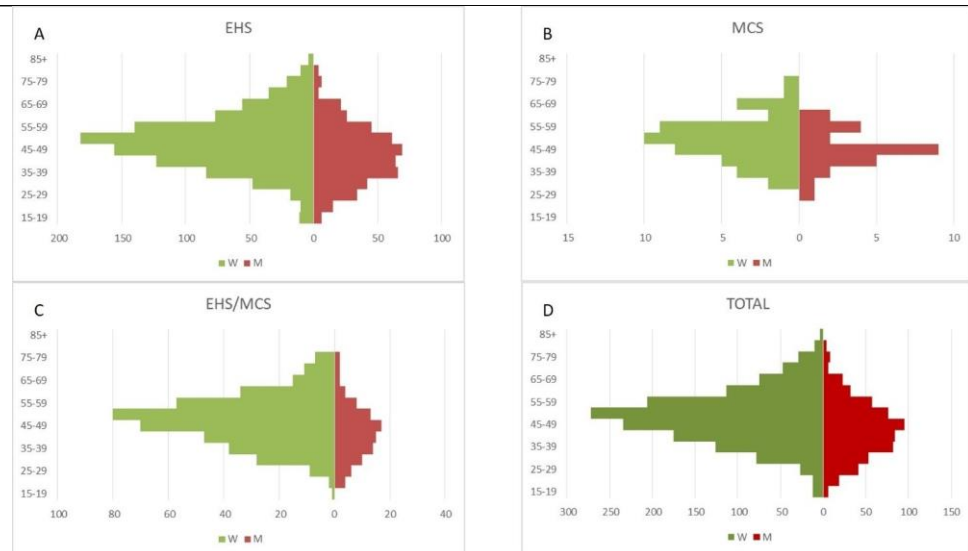 A
EHS
85+
75-79
65-69
55-59
45-49
35-39
25-29
15-19
200 150 100 50 0 50 100
W M
B
MCS
85+
75-79
65-69
55-59
45-49
35-39
25-29
15-19
15 10 5 0 5 10
W M
C
EHS/MCS
85+
75-79
65-69
55-59
45-49
35-39
25-29
15-19
100 80 60 40 20 0 20 40
W M
D
TOTAL
85+
75-79
65-69
55-59
45-49
35-39
25-29
15-19
300 250 200 150 100 50 0 50 100 150
W M